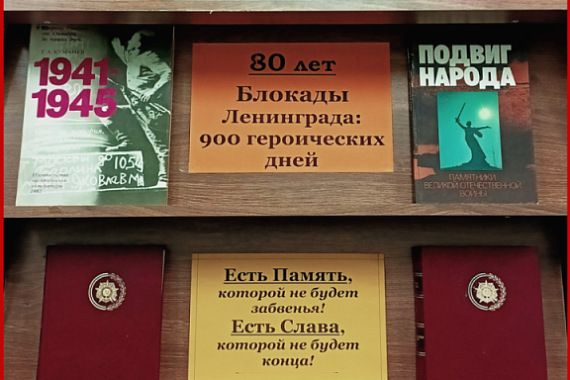 Г.А. КУМАНЕВ
1941-
1945
80 лет
Блокады
Ленинграда:
900 героических
дней
ПОДВИГ
НАРОДА
ПАМЯТНИКИ
ВЕЛИКОЙ ОТЕЧЕСТВЕННОЙ
ВОЙНЫ
Есть Память,
которой не будет
забвенья!
Есть Слава,
которой не будет
конца!